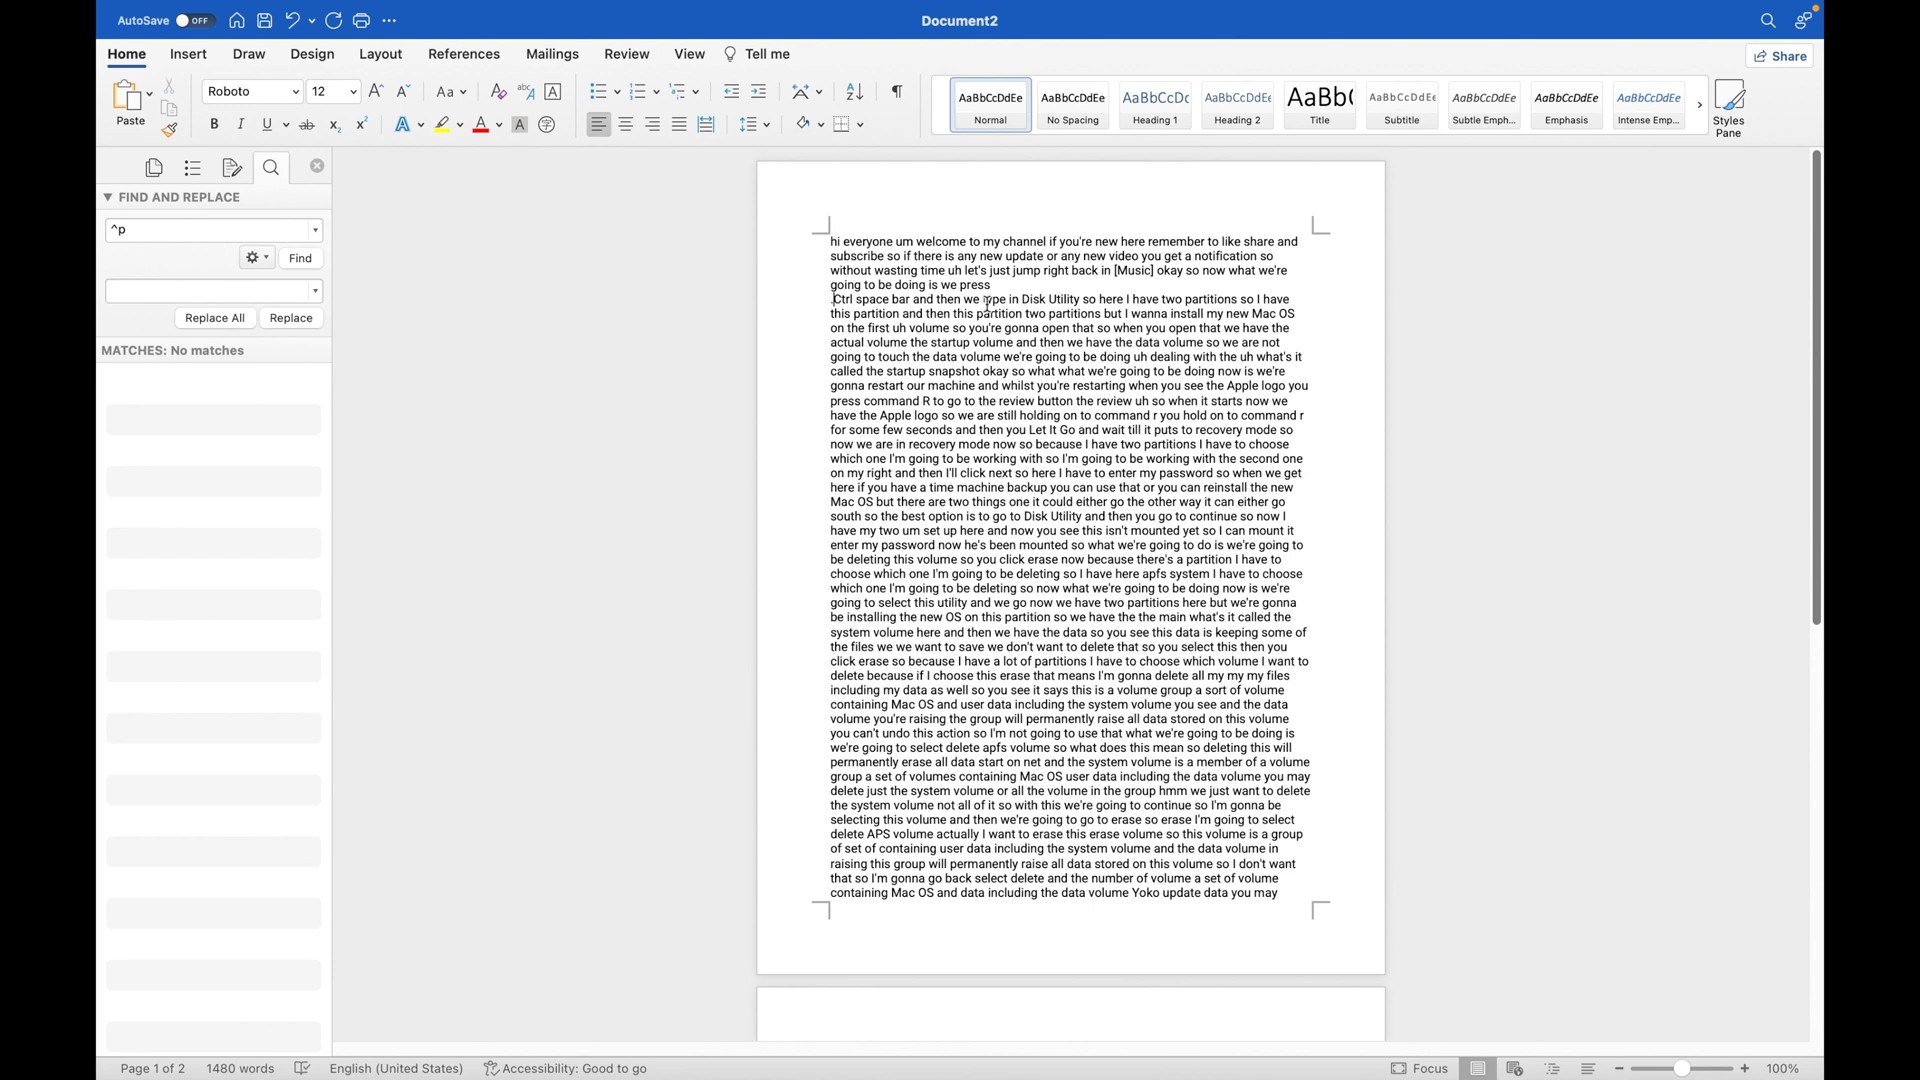 AutoSave OFF
Document2
Home Insert Draw Design Layout References Mailings Review View Tell me
Share
Paste
Roboto 12
Aa
abc A
B I U ab x₂ x² A A A 字
AaBbCcDdEe AaBbCcDdEe AaBbCcDc AaBbCcDdEe AaBb( AaBbCcDdEe AaBbCcDdEe AaBbCcDdEe AaBbCcDdEe
Normal No Spacing Heading 1 Heading 2 Title Subtitle Subtle Emph... Emphasis Intense Emp...
Styles
Pane
FIND AND REPLACE
^p
Find
Replace All Replace
MATCHES: No matches
hi everyone um welcome to my channel if you're new here remember to like share and
subscribe so if there is any new update or any new video you get a notification so
without wasting time uh let's just jump right back in [Music] okay so now what we're
going to be doing is we press
.Ctrl space bar and then we type in Disk Utility so here I have two partitions so I have
this partition and then this partition two partitions but I wanna install my new Mac OS
on the first uh volume so you're gonna open that so when you open that we have the
actual volume the startup volume and then we have the data volume so we are not
going to touch the data volume we're going to be doing uh dealing with the uh what's it
called the startup snapshot okay so what what we're going to be doing now is we're
gonna restart our machine and whilst you're restarting when you see the Apple logo you
press command R to go to the review button the review uh so when it starts now we
have the Apple logo so we are still holding on to command r you hold on to command r
for some few seconds and then you Let It Go and wait till it puts to recovery mode so
now we are in recovery mode now so because I have two partitions I have to choose
which one I'm going to be working with so I'm going to be working with the second one
on my right and then I'll click next so here I have to enter my password so when we get
here if you have a time machine backup you can use that or you can reinstall the new
Mac OS but there are two things one it could either go the other way it can either go
south so the best option is to go to Disk Utility and then you go to continue so now I
have my two um set up here and now you see this isn't mounted yet so I can mount it
enter my password now he's been mounted so what we're going to do is we're going to
be deleting this volume so you click erase now because there's a partition I have to
choose which one I'm going to be deleting so I have here apfs system I have to choose
which one I'm going to be deleting so now what we're going to be doing now is we're
going to select this utility and we go now we have two partitions here but we're gonna
be installing the new OS on this partition so we have the the main what's it called the
system volume here and then we have the data so you see this data is keeping some of
the files we we want to save we don't want to delete that so you select this then you
click erase so because I have a lot of partitions I have to choose which volume I want to
delete because if I choose this erase that means I'm gonna delete all my my my files
including my data as well so you see it says this is a volume group a sort of volume
containing Mac OS and user data including the system volume you see and the data
volume you're raising the group will permanently raise all data stored on this volume
you can't undo this action so I'm not going to use that what we're going to be doing is
we're going to select delete apfs volume so what does this mean so deleting this will
permanently erase all data start on net and the system volume is a member of a volume
group a set of volumes containing Mac OS user data including the data volume you may
delete just the system volume or all the volume in the group hmm we just want to delete
the system volume not all of it so with this we're going to continue so I'm gonna be
selecting this volume and then we're going to go to erase so erase I'm going to select
delete APS volume actually I want to erase this erase volume so this volume is a group
of set of containing user data including the system volume and the data volume in
raising this group will permanently raise all data stored on this volume so I don't want
that so I'm gonna go back select delete and the number of volume a set of volume
containing Mac OS and data including the data volume Yoko update data you may
Page 1 of 2 1480 words English (United States) Accessibility: Good to go Focus 100%